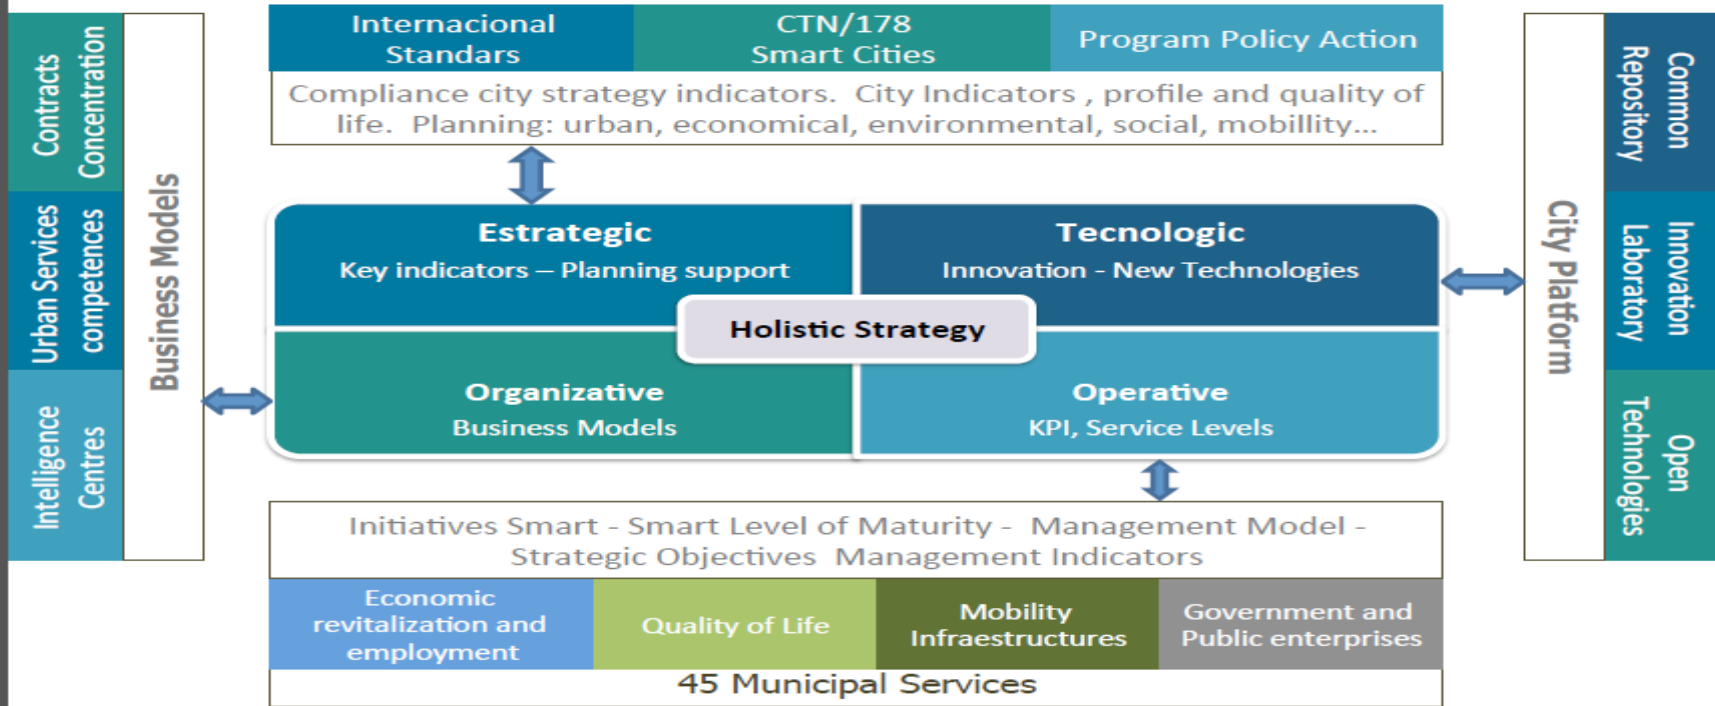 Internacional
Standars
CTN/178
Smart Cities
Program Policy Action
Compliance city strategy indicators.  City Indicators , profile and quality of
life.  Planning: urban, economical, environmental, social, mobillity...
Contracts
Concentration
Urban Services
competences
Intelligence
Centres
Business Models
Estrategic
Key indicators – Planning support
Tecnologic
Innovation - New Technologies
Holistic Strategy
Organizative
Business Models
Operative
KPI, Service Levels
City Platform
Common
Repository
Innovation
Laboratory
Open
Technologies
Initiatives Smart - Smart Level of Maturity -  Management Model -
Strategic Objectives  Management Indicators
Economic
revitalization and
employment
Quality of Life
Mobility
Infraestructures
Government and
Public enterprises
45 Municipal Services